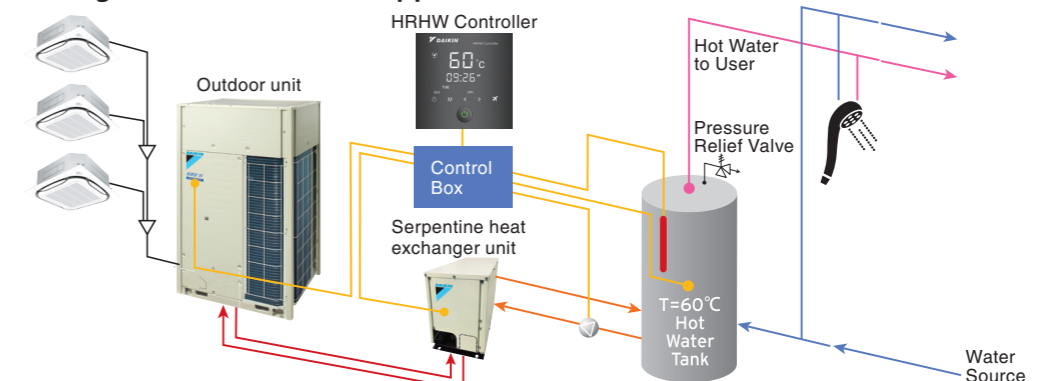 HRHW Controller
DAIKIN
60°C
09:26
Outdoor unit
Hot Water
to User
Pressure
Relief Valve
Control
Box
Serpentine heat
exchanger unit
DAIKIN
T=60°C
Hot
Water
Tank
Water
Source